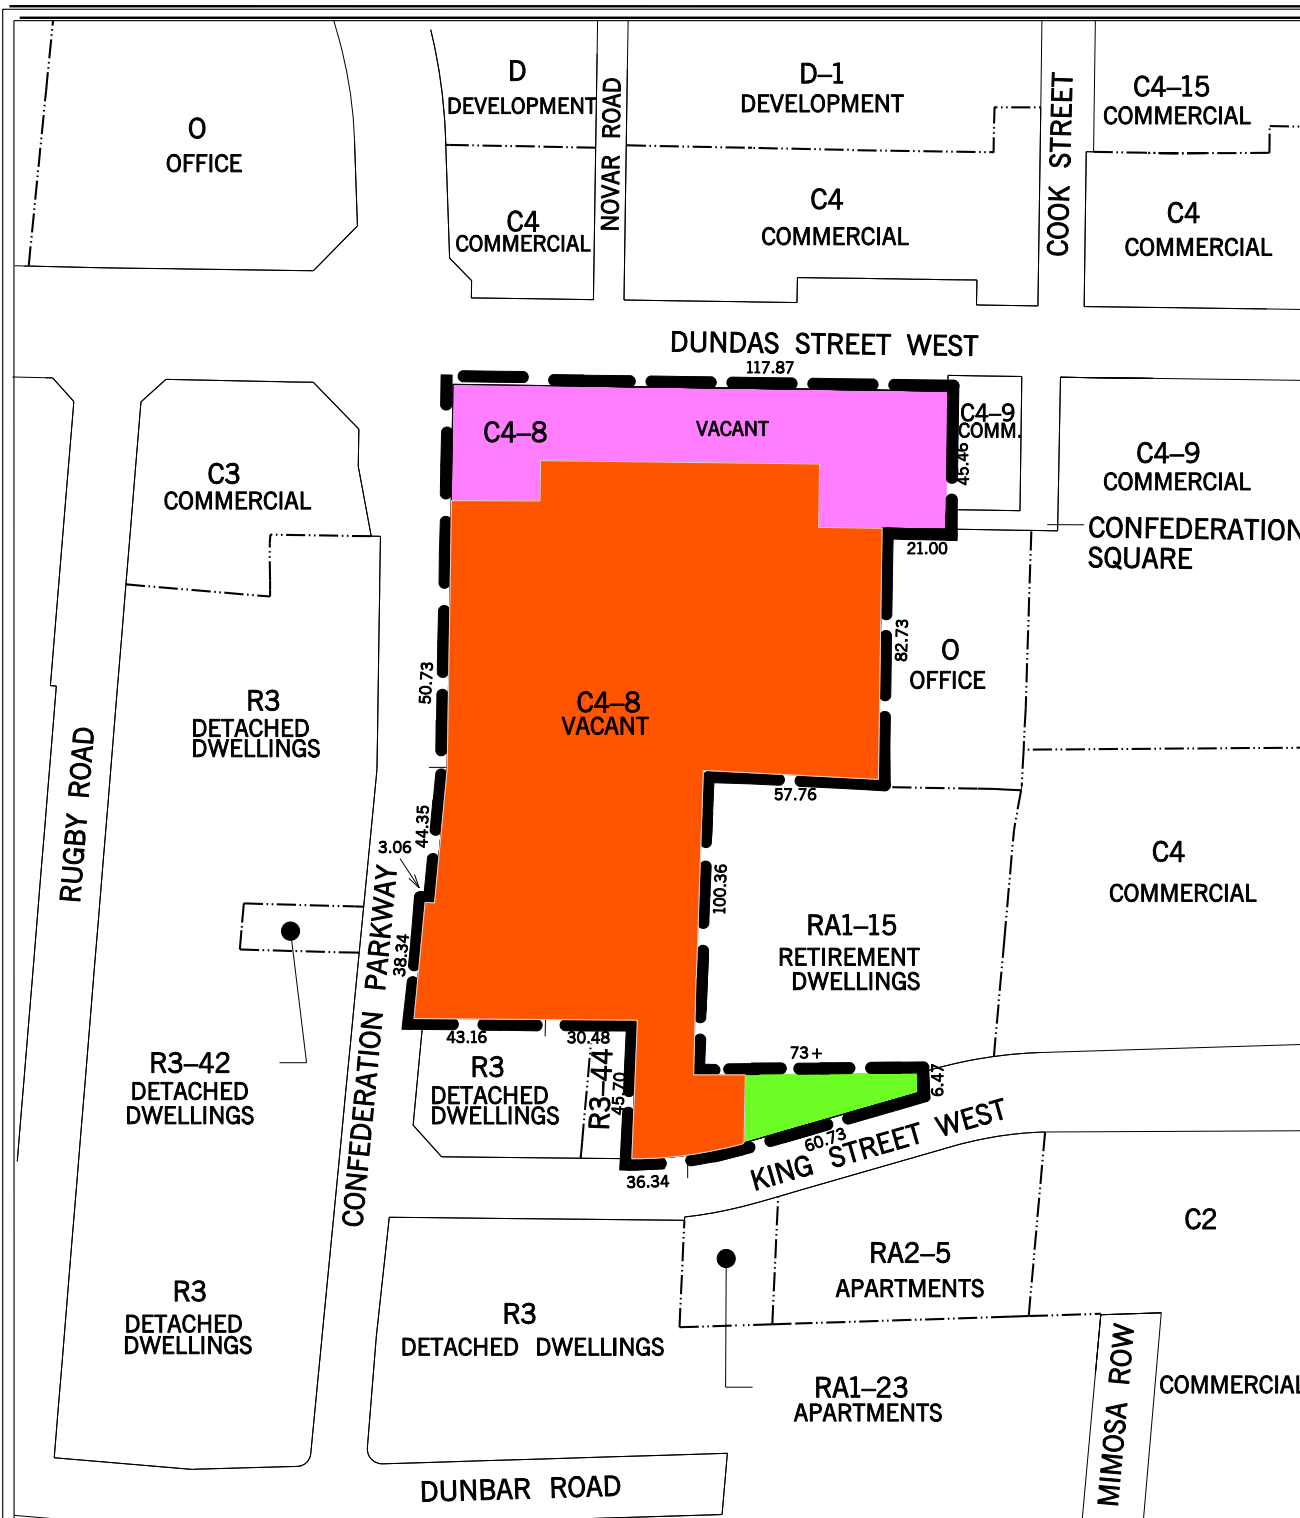 D
DEVELOPMENT
NOVAR ROAD
D–1
DEVELOPMENT
COOK STREET
C4–15
COMMERCIAL
O
OFFICE
C4
COMMERCIAL
C4
COMMERCIAL
C4
COMMERCIAL
DUNDAS STREET WEST
117.87
C4–8
VACANT
C4–9
COMM.
45.46
C3
COMMERCIAL
C4–9
COMMERCIAL
CONFEDERATION
SQUARE
21.00
82.73
O
OFFICE
50.73
R3
DETACHED
DWELLINGS
C4–8
VACANT
RUGBY ROAD
57.76
44.35
3.06
100.36
C4
COMMERCIAL
RA1–15
RETIREMENT
DWELLINGS
38.34
CONFEDERATION PARKWAY
43.16
30.48
73+
R3–42
DETACHED
DWELLINGS
R3
DETACHED
DWELLINGS
R3–44
45.70
6.47
60.73
KING STREET WEST
36.34
C2
RA2–5
APARTMENTS
R3
DETACHED
DWELLINGS
R3
DETACHED DWELLINGS
RA1–23
APARTMENTS
MIMOSA ROW
COMMERCIAL
DUNBAR ROAD